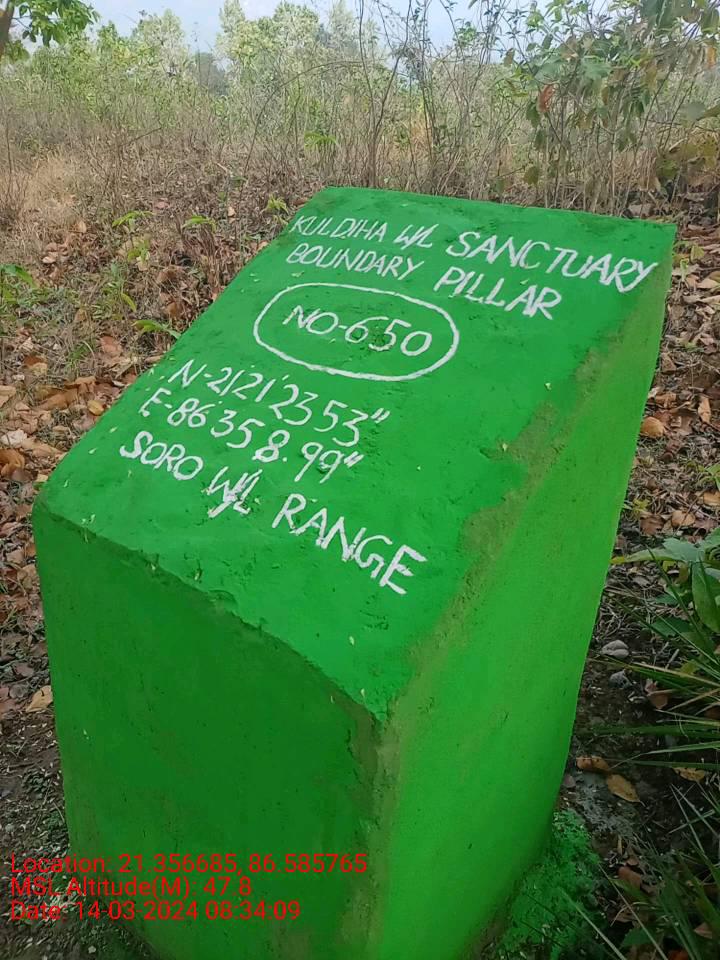 KULDIHA W/L SANCTUARY
BOUNDARY PILLAR
NO-650
N-21°21'23.53"
E-86°35'8.99"
SORO W/L RANGE
Location: 21.356685, 86.585765
MSL Altitude(M): 47.8
Date: 14-03-2024 08:34:09